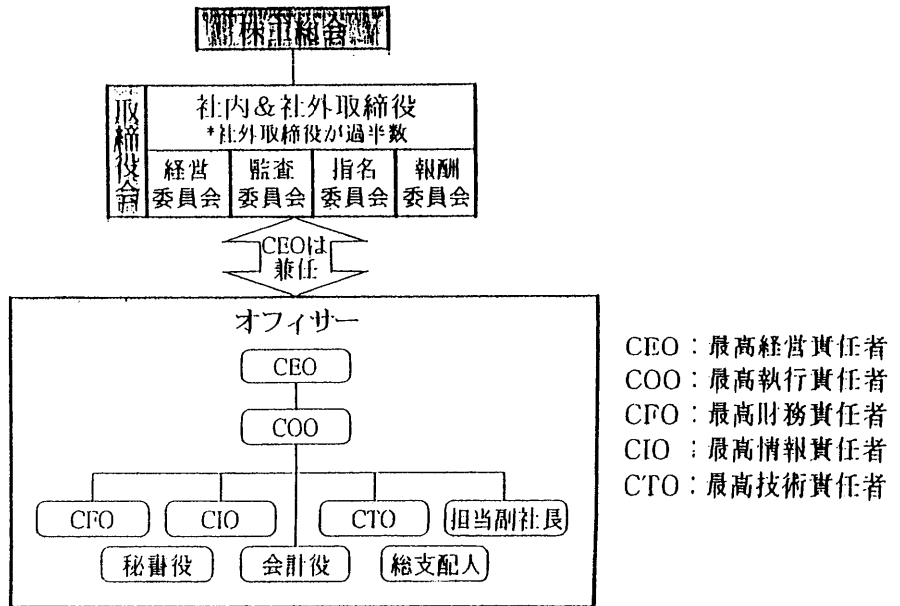 株主総会
取締役会
社内&社外取締役
*社外取締役が過半数
経営
委員会
監査
委員会
指名
委員会
報酬
委員会
CEOは
兼任
オフィサー
CEO
COO
CFO
CIO
CTO
担当副社長
秘書役
会計役
総支配人
CEO:最高経営責任者
COO:最高執行責任者
CFO:最高財務責任者
CIO:最高情報責任者
CTO:最高技術責任者